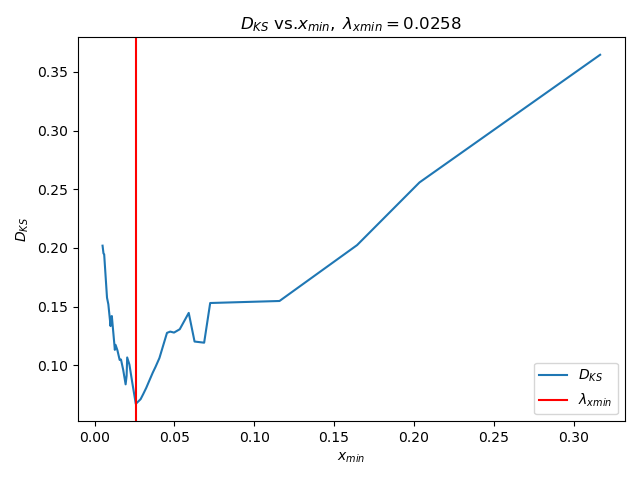 D_{KS} vs.x_{min}, λ_{xmin} = 0.0258
0.35
0.30
0.25
0.20
0.15
0.10
D_{KS}
0.00 0.05 0.10 0.15 0.20 0.25 0.30
x_{min}
D_{KS}
λ_{xmin}